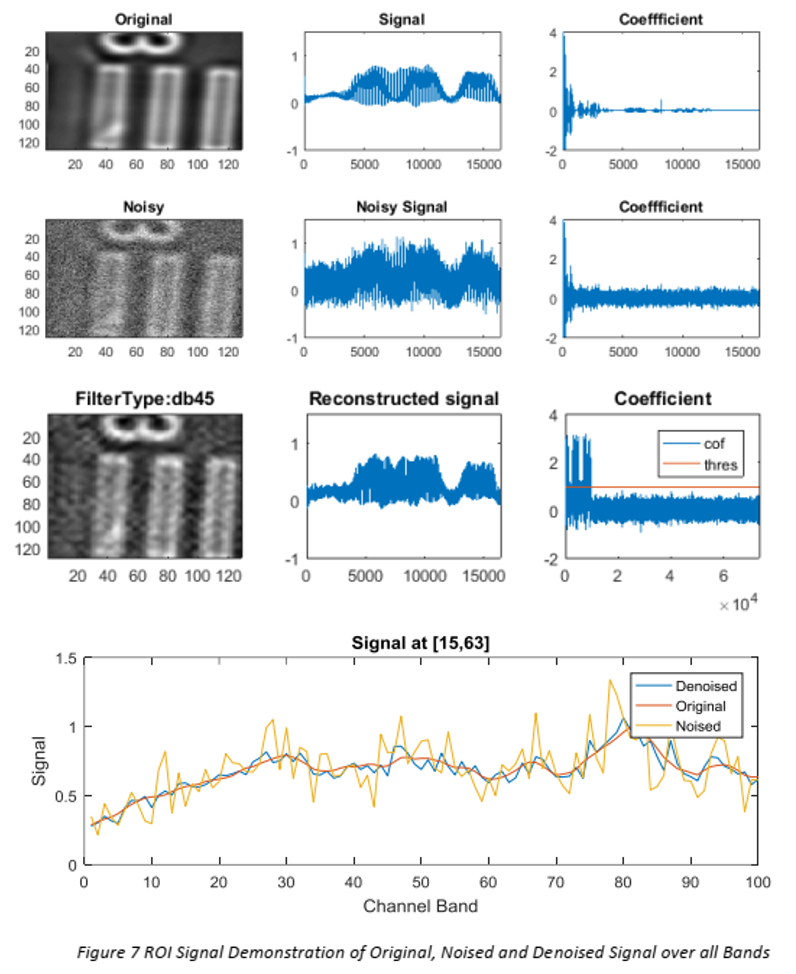 Original Signal Coeffficient
20
40
60
80
100
120
20 40 60 80 100 120
1
0
-1
0 5000 10000 15000
4
2
0
-2
0 5000 10000 15000
Noisy Noisy Signal Coeffficient
20
40
60
80
100
120
20 40 60 80 100 120
1
0
-1
0 5000 10000 15000
4
2
0
-2
0 5000 10000 15000
FilterType:db45 Reconstructed signal Coefficient
20
40
60
80
100
120
20 40 60 80 100 120
1
0
-1
0 5000 10000 15000
4
2
0
-2
cof
thres
0 2 4 6
×10^4
Signal at [15,63]
1.5
1
0.5
0
Signal
Denoised
Original
Noised
0 10 20 30 40 50 60 70 80 90 100
Channel Band
Figure 7 ROI Signal Demonstration of Original, Noised and Denoised Signal over all Bands